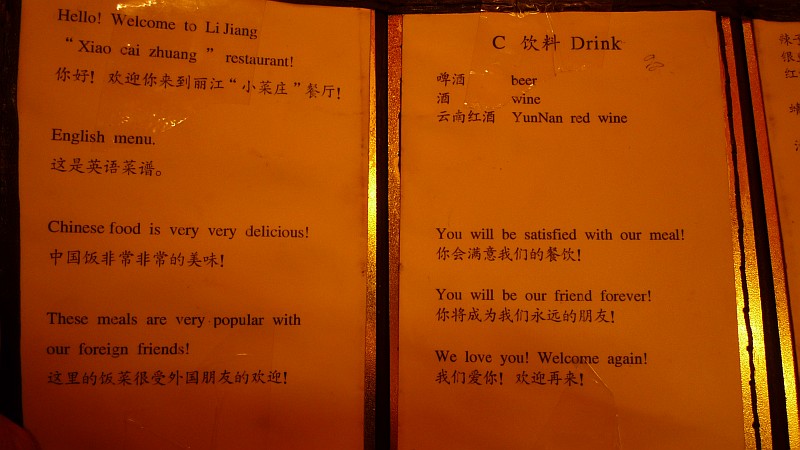 Hello! Welcome to Li Jiang
“ Xiao cai zhuang ” restaurant!
你好！ 欢迎你来到丽江“小菜庄”餐厅！
English menu.
这是英语菜谱。
Chinese food is very very delicious!
中国饭非常非常的美味！
These meals are very popular with
our foreign friends!
这里的饭菜很受外国朋友的欢迎！
C 饮料 Drink
啤酒 beer
酒 wine
云南红酒 YunNan red wine
You will be satisfied with our meal!
你会满意我们的餐饮！
You will be our friend forever!
你将成为我们永远的朋友！
We love you! Welcome again!
我们爱你！ 欢迎再来！
红